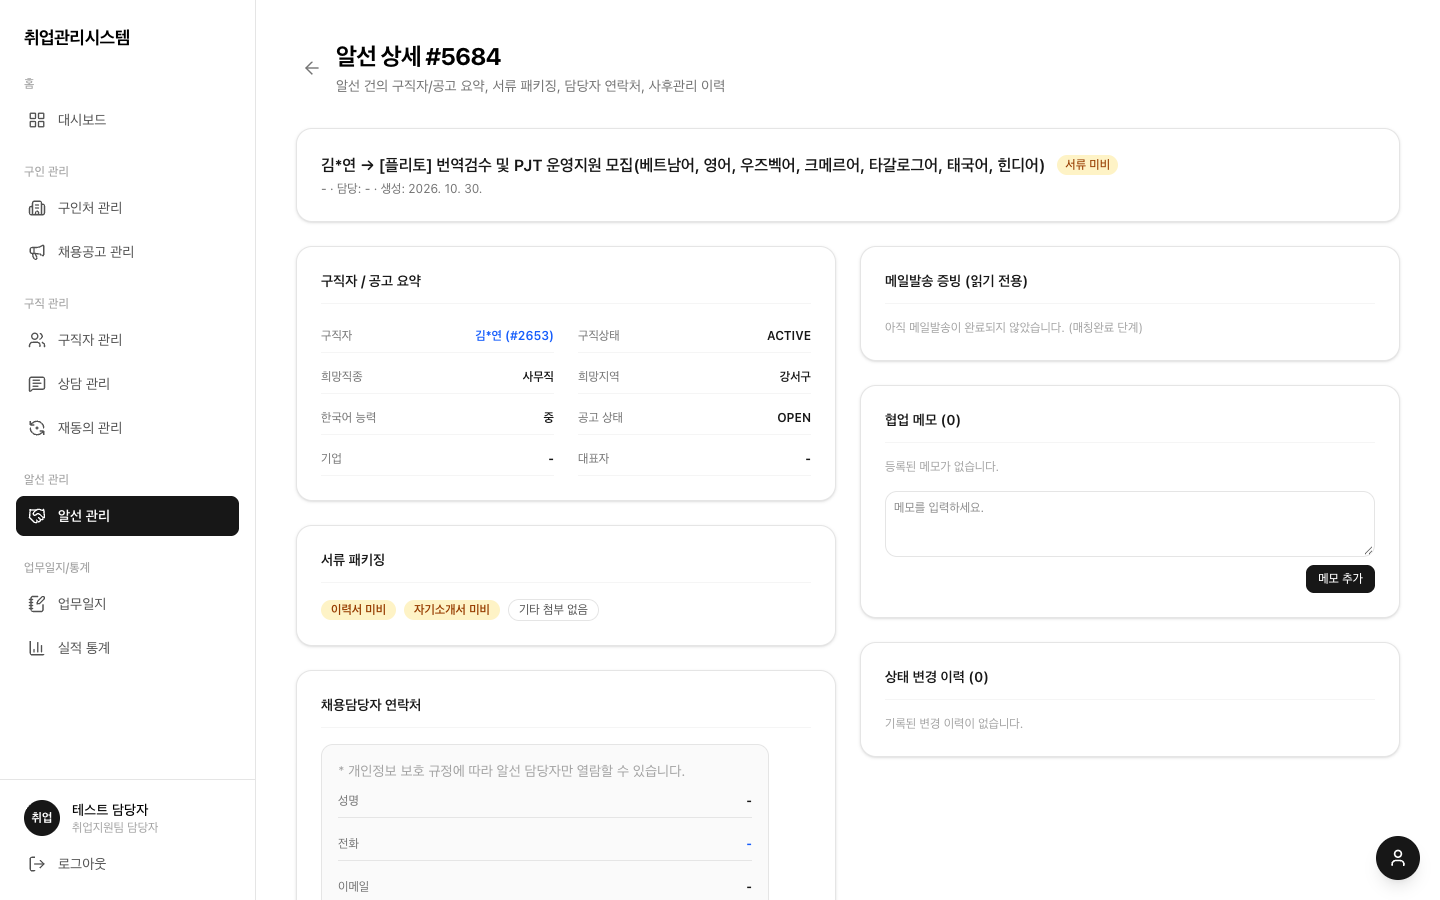 취업관리시스템
홈
대시보드
구인 관리
구인처 관리
채용공고 관리
구직 관리
구직자 관리
상담 관리
재동의 관리
알선 관리
알선 관리
업무일지/통계
업무일지
실적 통계
취업
테스트 담당자
취업지원팀 담당자
로그아웃
알선 상세 #5684
알선 건의 구직자/공고 요약, 서류 패키징, 담당자 연락처, 사후관리 이력
김*연 → [플리토] 번역검수 및 PJT 운영지원 모집(베트남어, 영어, 우즈벡어, 크메르어, 타갈로그어, 태국어, 힌디어) 서류 미비
- · 담당: - · 생성: 2026. 10. 30.
구직자 / 공고 요약
구직자 김*연 (#2653) 구직상태 ACTIVE
희망직종 사무직 희망지역 강서구
한국어 능력 중 공고 상태 OPEN
기업 - 대표자 -
서류 패키징
이력서 미비 자기소개서 미비 기타 첨부 없음
채용담당자 연락처
* 개인정보 보호 규정에 따라 알선 담당자만 열람할 수 있습니다.
성명 -
전화 -
이메일 -
메일발송 증빙 (읽기 전용)
아직 메일발송이 완료되지 않았습니다. (매칭완료 단계)
협업 메모 (0)
등록된 메모가 없습니다.
메모를 입력하세요.
메모 추가
상태 변경 이력 (0)
기록된 변경 이력이 없습니다.